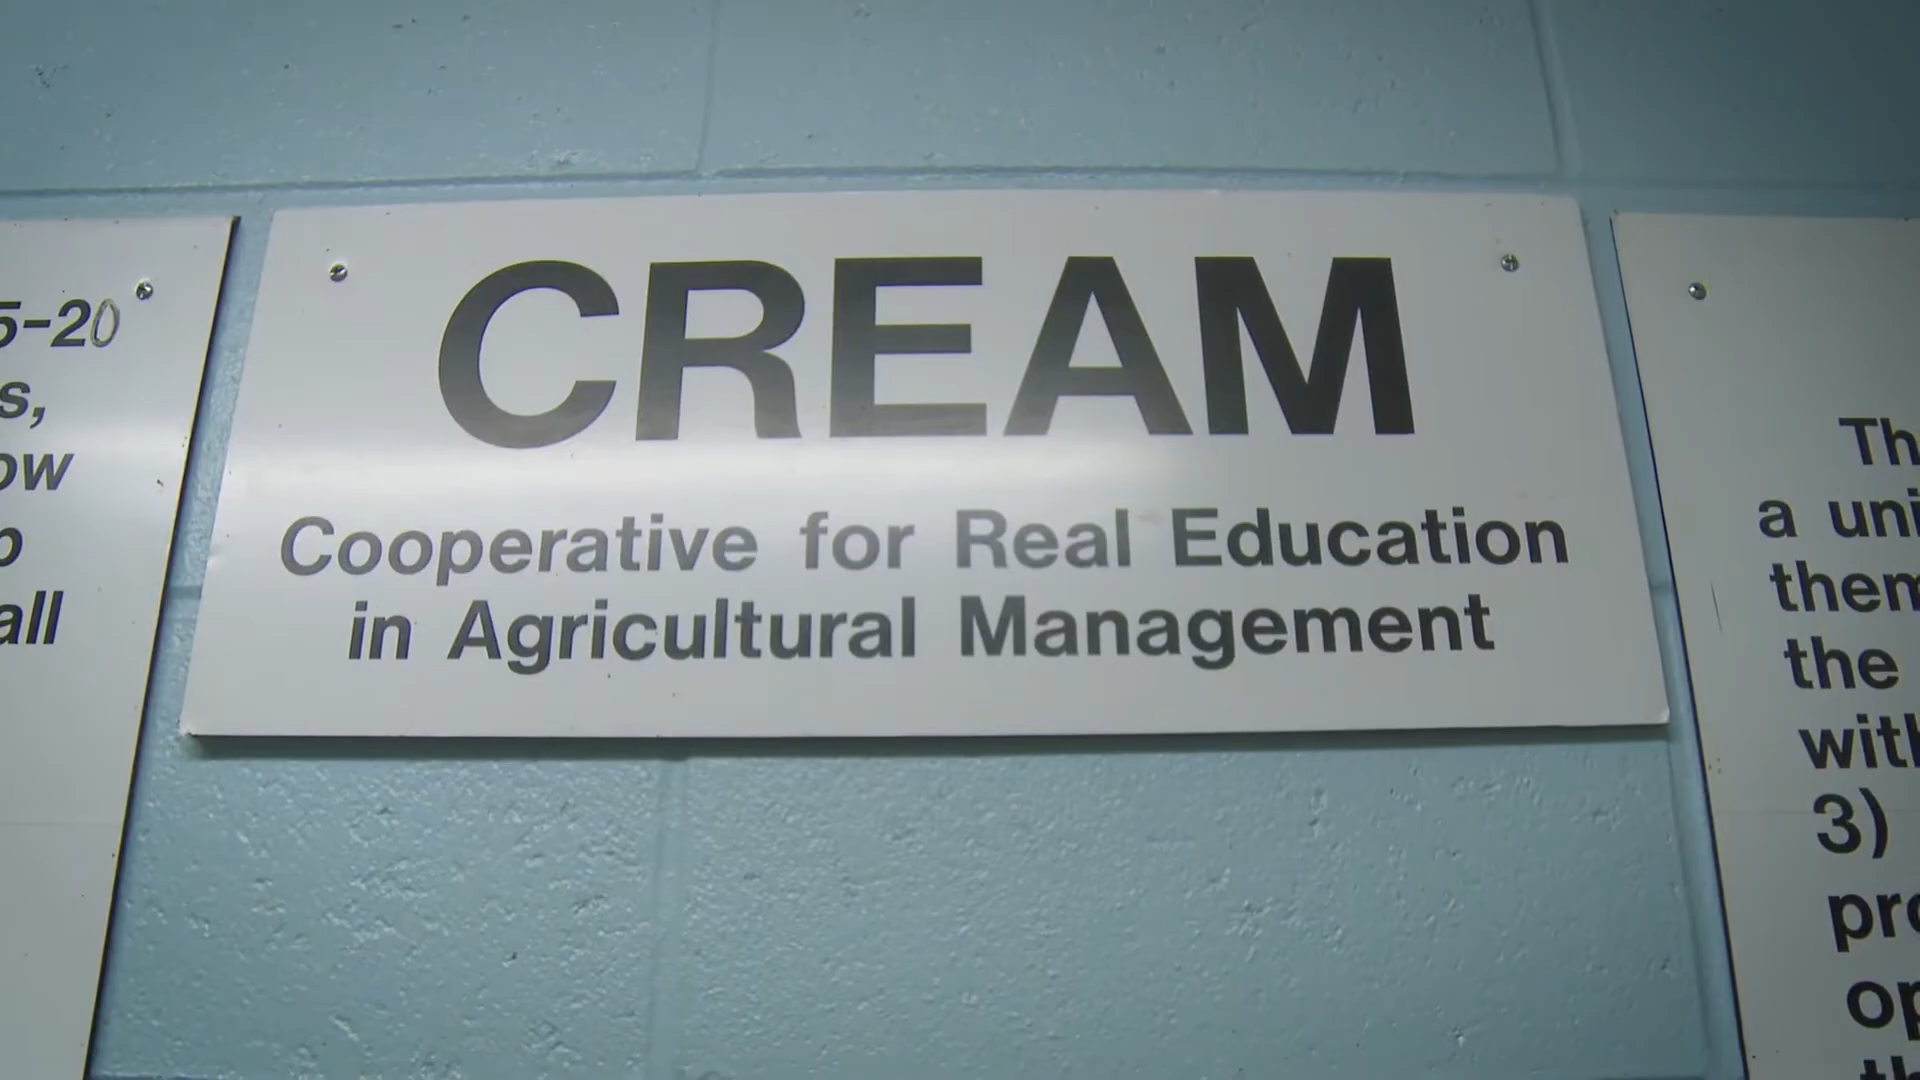 5-20
s,
ow
all
CREAM
Cooperative for Real Education
in Agricultural Management
Th
a uni
them
the
with
3)
pro
op